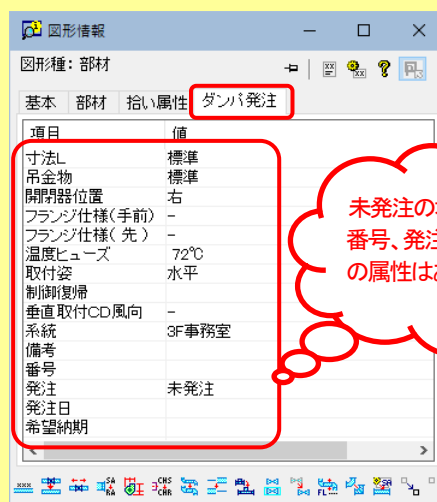 図形情報
図形種: 部材
基本 部材 拾い属性 ダンパ発注
項目 値
寸法L 標準
吊金物 標準
開閉器位置 右
フランジ仕様(手前) −
フランジ仕様( 先 ) −
温度ヒューズ 72℃
取付姿 水平
制御復帰
垂直取付CD風向 −
系統 3F事務室
備考
番号
発注 未発注
発注日
希望納期
未発注の
番号、発注
の属性は